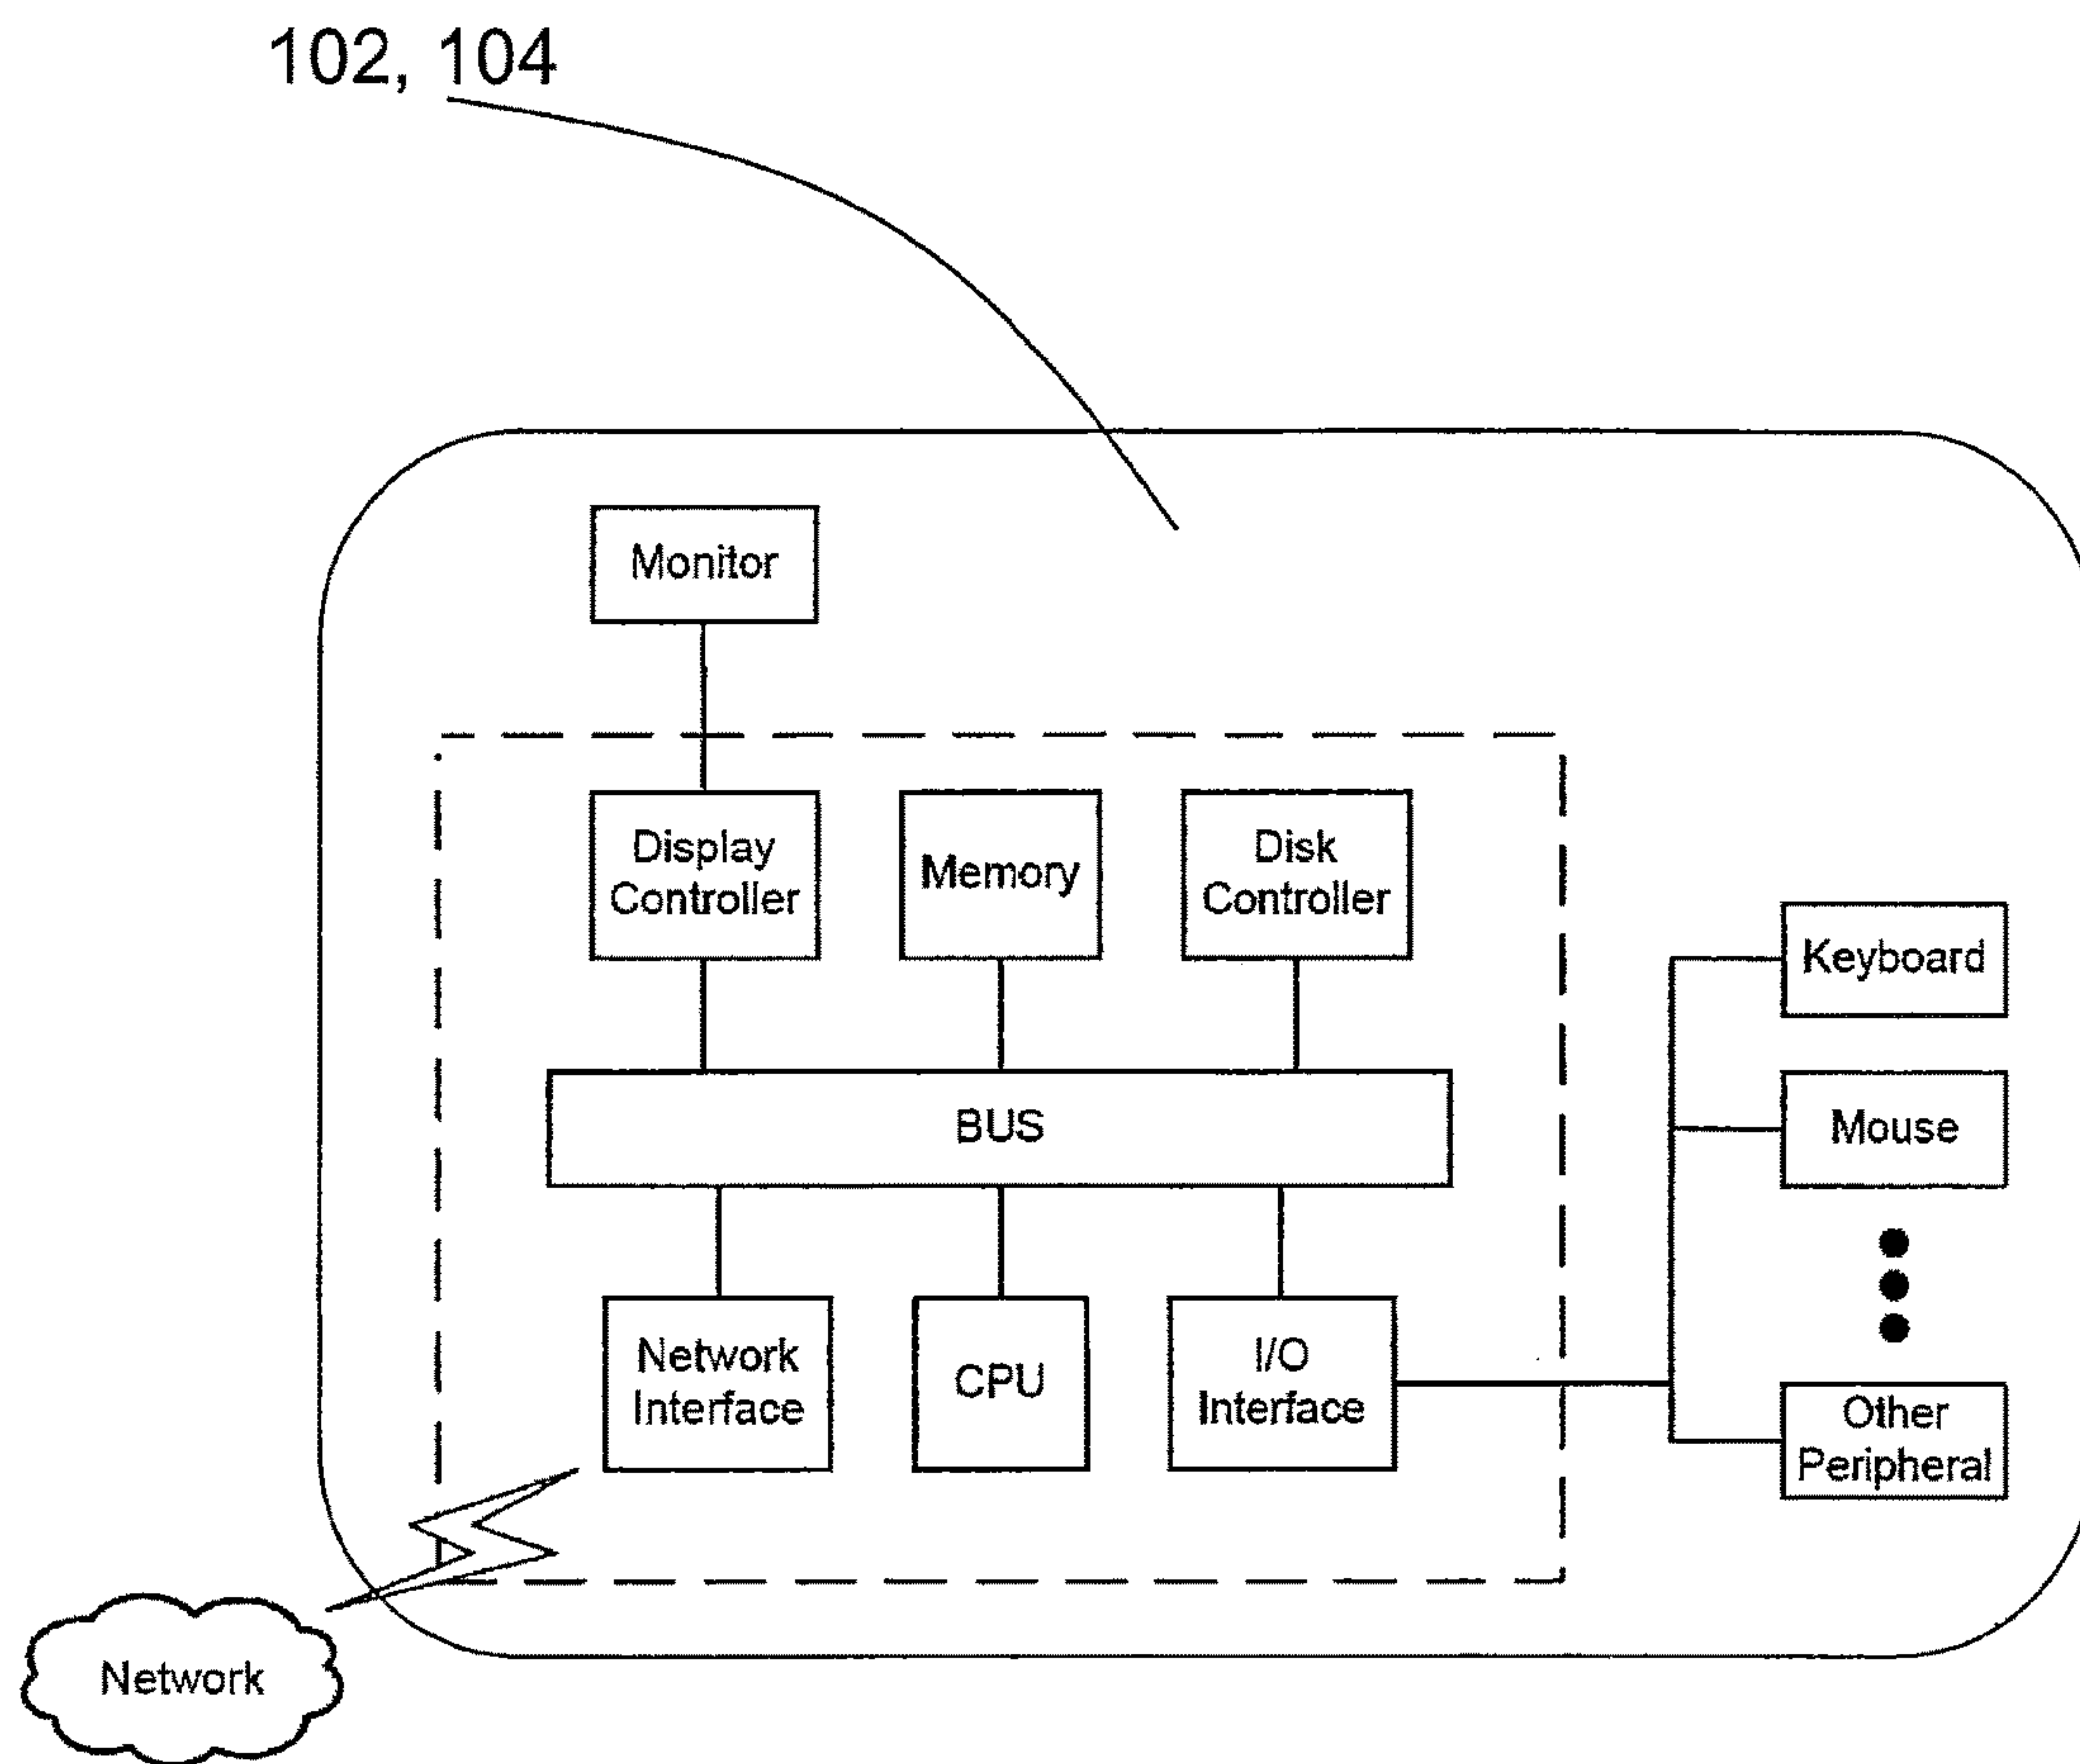 102, 104
Monitor
Display
Controller
Memory
Disk
Controller
Keyboard
BUS
Mouse
Network
Interface
CPU
I/O
Interface
Other
Peripheral
Network